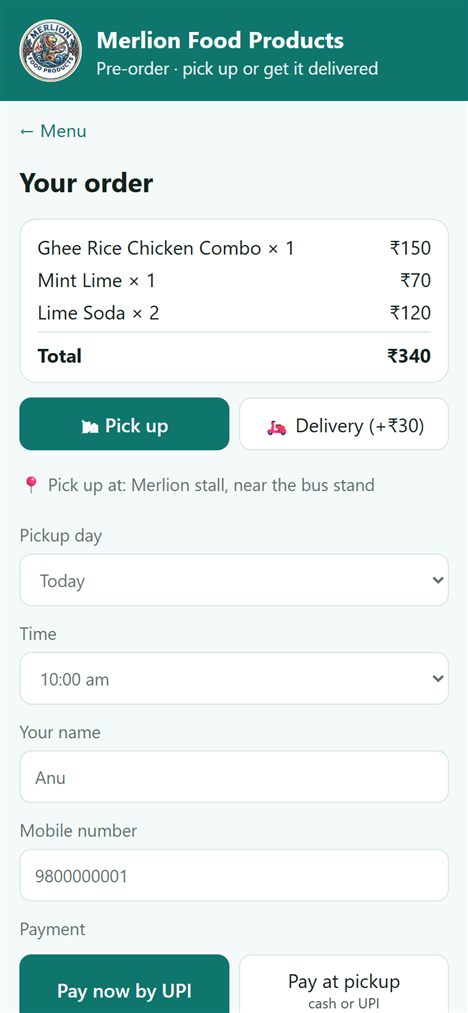 MERLION
FOOD PRODUCTS
Merlion Food Products
Pre-order · pick up or get it delivered
← Menu
Your order
Ghee Rice Chicken Combo × 1 ₹150
Mint Lime × 1 ₹70
Lime Soda × 2 ₹120
Total ₹340
Pick up
Delivery (+₹30)
Pick up at: Merlion stall, near the bus stand
Pickup day
Today
Time
10:00 am
Your name
Anu
Mobile number
9800000001
Payment
Pay now by UPI
Pay at pickup
cash or UPI